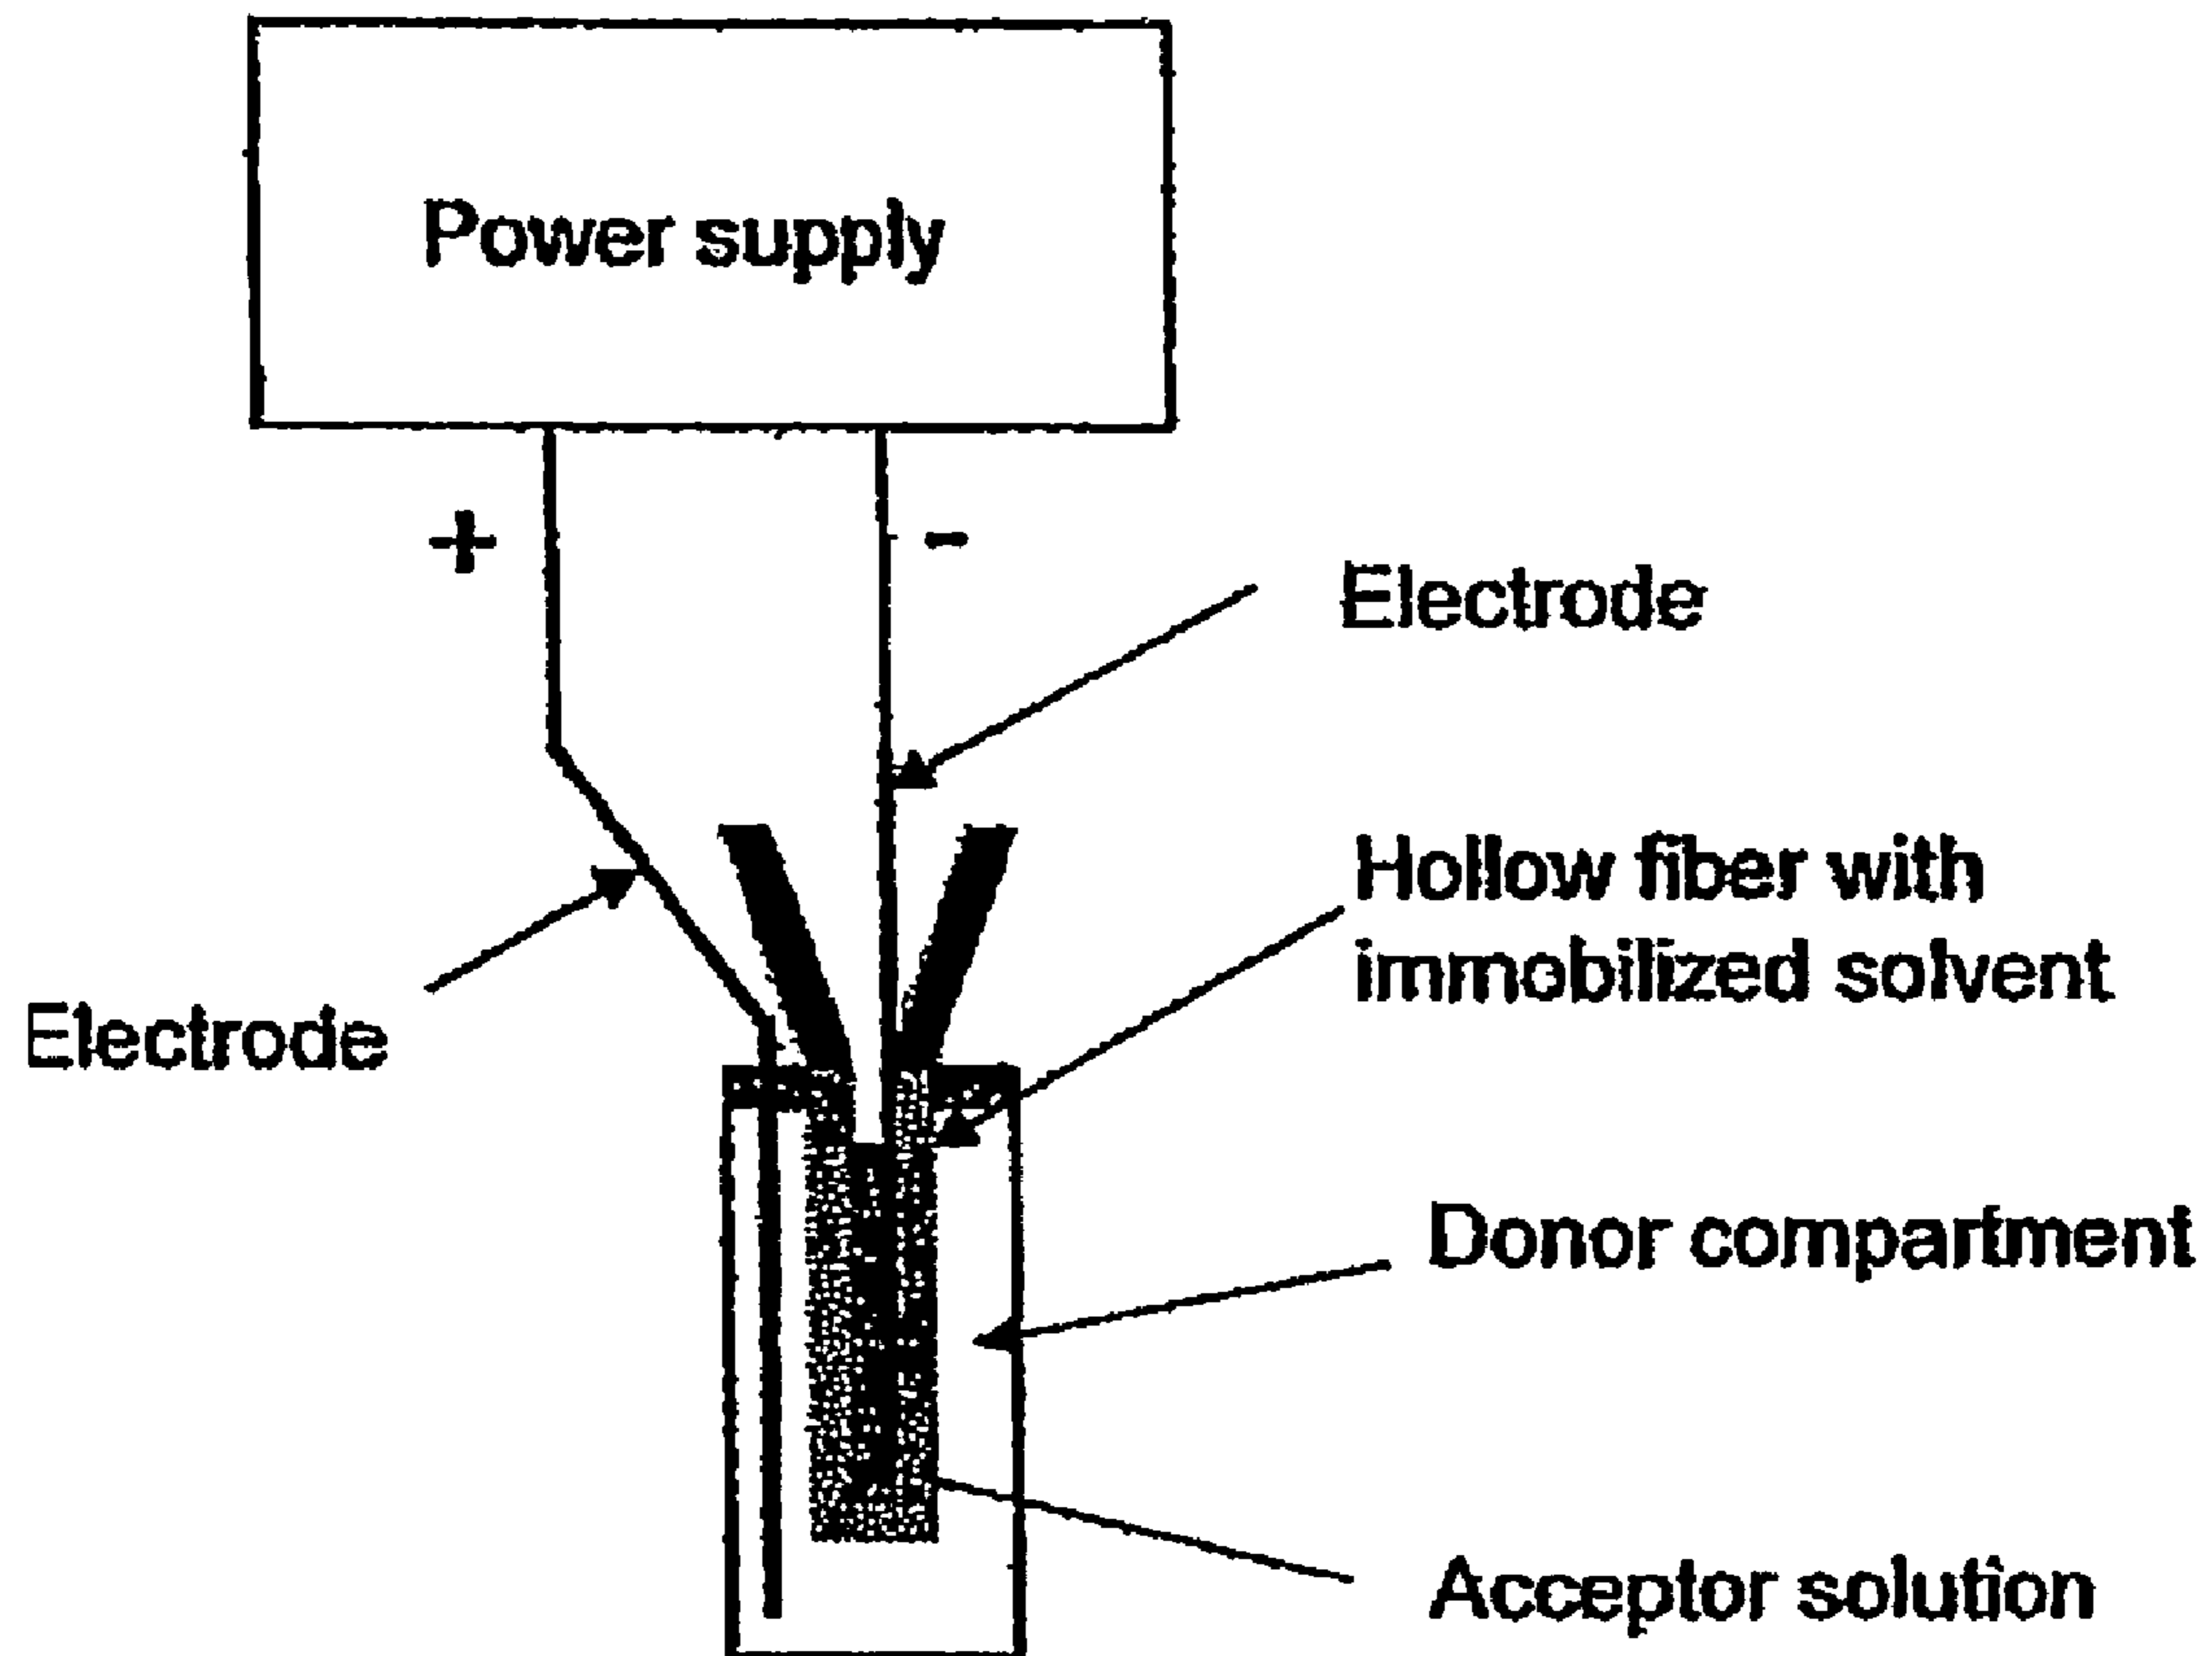 Power supply
+
-
Electrode
Hollow fiber with
immobilized solvent
Electrode
Donor compartment
Acceptor solution